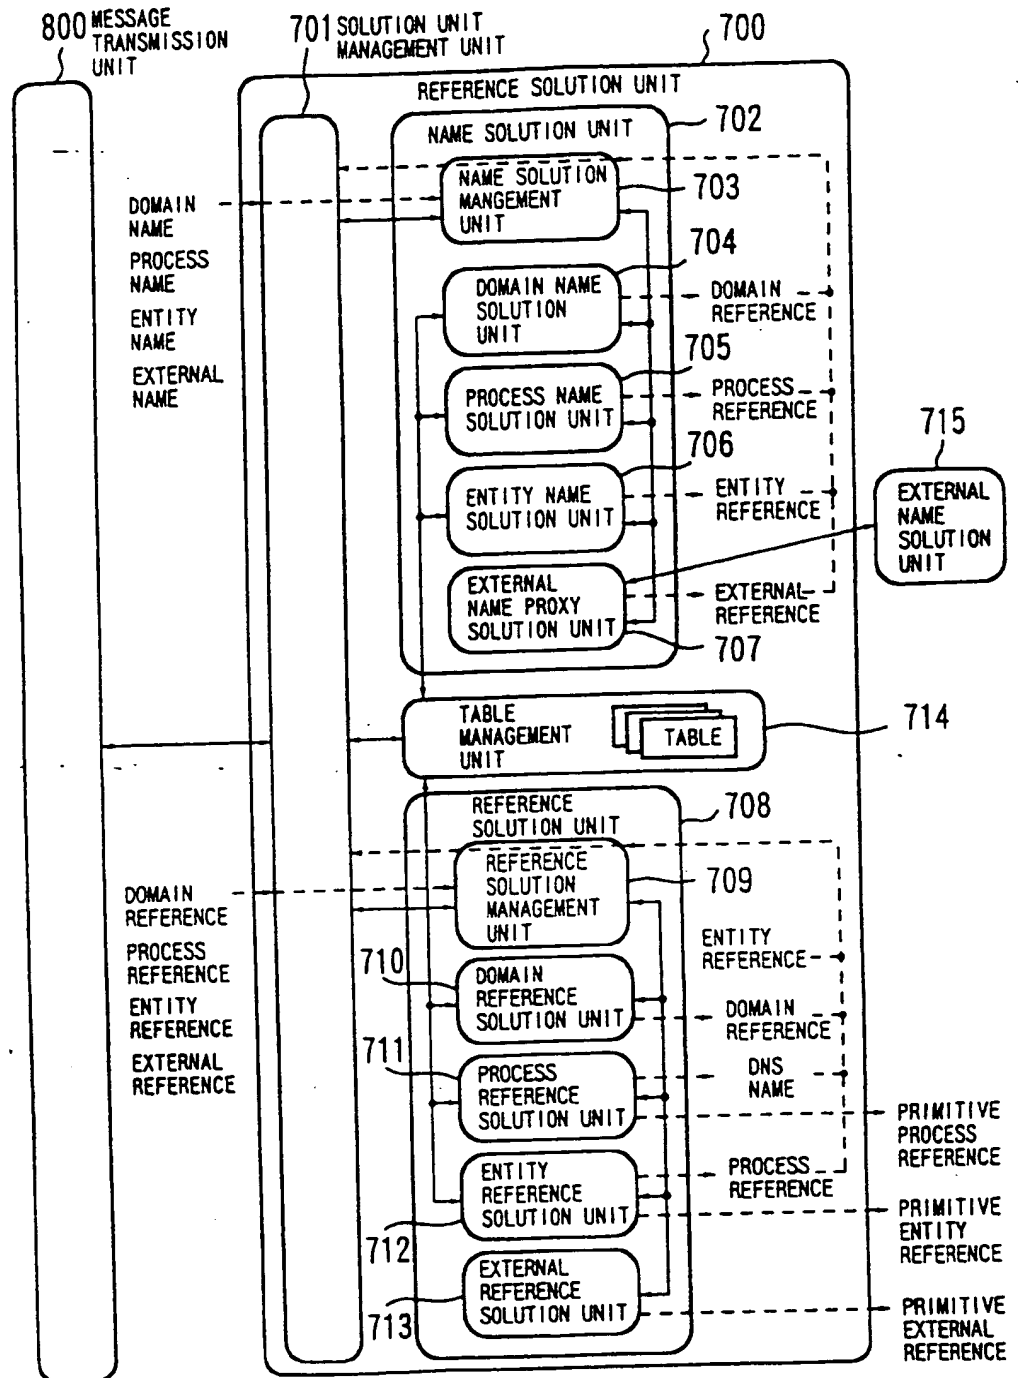 800 MESSAGE
TRANSMISSION
UNIT
701 SOLUTION UNIT
MANAGEMENT UNIT
700
REFERENCE SOLUTION UNIT
NAME SOLUTION UNIT
702
NAME SOLUTION
MANGEMENT
UNIT
703
DOMAIN
NAME
PROCESS
NAME
ENTITY
NAME
EXTERNAL
NAME
704
DOMAIN NAME
SOLUTION
UNIT
DOMAIN
REFERENCE
705
PROCESS NAME
SOLUTION UNIT
PROCESS
REFERENCE
706
ENTITY NAME
SOLUTION UNIT
ENTITY
REFERENCE
715
EXTERNAL
NAME
SOLUTION
UNIT
EXTERNAL
NAME PROXY
SOLUTION UNIT
EXTERNAL
REFERENCE
707
TABLE
MANAGEMENT
UNIT
TABLE
714
REFERENCE
SOLUTION UNIT
708
REFERENCE
SOLUTION
MANAGEMENT
UNIT
709
DOMAIN
REFERENCE
PROCESS
REFERENCE
ENTITY
REFERENCE
EXTERNAL
REFERENCE
ENTITY
REFERENCE
710
DOMAIN
REFERENCE
SOLUTION UNIT
DOMAIN
REFERENCE
711
PROCESS
REFERENCE
SOLUTION UNIT
DNS
NAME
PRIMITIVE
PROCESS
REFERENCE
ENTITY
REFERENCE
SOLUTION UNIT
PROCESS
REFERENCE
712
PRIMITIVE
ENTITY
REFERENCE
EXTERNAL
REFERENCE
SOLUTION UNIT
713
PRIMITIVE
EXTERNAL
REFERENCE